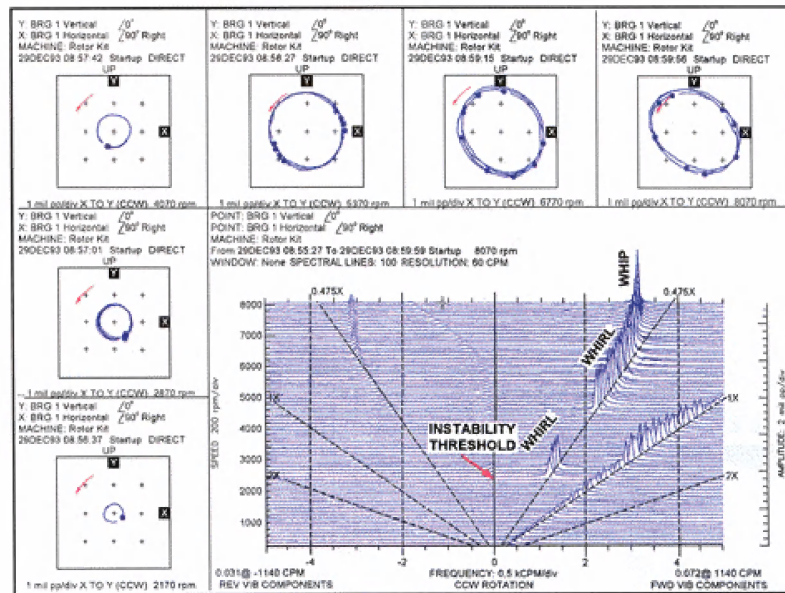 Y: BRG 1 Vertical ∠0°
X: BRG 1 Horizontal ∠90° Right
MACHINE: Rotor Kit
29DEC93 08:57:42 Startup DIRECT
UP
Y
X
1 mil pp/div X TO Y (CCW) 4070 rpm
Y: BRG 1 Vertical ∠0°
X: BRG 1 Horizontal ∠90° Right
MACHINE: Rotor Kit
29DEC93 08:58:27 Startup DIRECT
UP
Y
X
1 mil pp/div X TO Y (CCW) 5370 rpm
Y: BRG 1 Vertical ∠0°
X: BRG 1 Horizontal ∠90° Right
MACHINE: Rotor Kit
29DEC93 08:59:15 Startup DIRECT
UP
Y
X
1 mil pp/div X TO Y (CCW) 6770 rpm
Y: BRG 1 Vertical ∠0°
X: BRG 1 Horizontal ∠90° Right
MACHINE: Rotor Kit
29DEC93 08:59:56 Startup DIRECT
UP
Y
X
1 mil pp/div X TO Y (CCW) 8070 rpm
Y: BRG 1 Vertical ∠0°
X: BRG 1 Horizontal ∠90° Right
MACHINE: Rotor Kit
29DEC93 08:57:01 Startup DIRECT
UP
Y
X
1 mil pp/div X TO Y (CCW) 2870 rpm
Y: BRG 1 Vertical ∠0°
X: BRG 1 Horizontal ∠90° Right
MACHINE: Rotor Kit
29DEC93 08:56:37 Startup DIRECT
UP
Y
X
1 mil pp/div X TO Y (CCW) 2170 rpm
POINT: BRG 1 Vertical ∠0°
POINT: BRG 1 Horizontal ∠90° Right
MACHINE: Rotor Kit
From 29DEC93 08:55:27 To 29DEC93 08:59:59 Startup 8070 rpm
WINDOW: None SPECTRAL LINES: 100 RESOLUTION: 60 CPM
WHIP
0.475X
0.475X
8000
7000
WHIRL
6000
5000
1X
1X
INSTABILITY
THRESHOLD
WHIRL
4000
3000
2X
2X
2000
1000
SPEED 200 rpm/div
AMPLITUDE: 2 mil pp/div
-4
-2
0
2
4
0.031@ -1140 CPM
FREQUENCY: 0,5 kCPM/div
0.072@ 1140 CPM
REV VIB COMPONENTS
CCW ROTATION
FWD VIB COMPONENTS